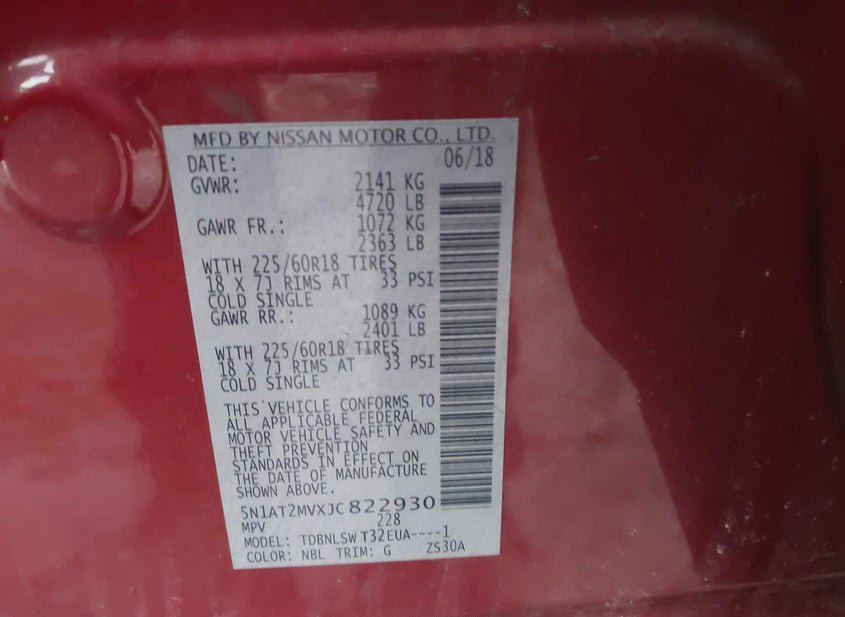 MFD BY NISSAN MOTOR CO., LTD.
DATE: 06/18
GVWR: 2141 KG
4720 LB
GAWR FR.: 1072 KG
2363 LB
WITH 225/60R18 TIRES
18 X 7J RIMS AT 33 PSI
COLD SINGLE
GAWR RR.: 1089 KG
2401 LB
WITH 225/60R18 TIRES
18 X 7J RIMS AT 33 PSI
COLD SINGLE
THIS VEHICLE CONFORMS TO
ALL APPLICABLE FEDERAL
MOTOR VEHICLE SAFETY AND
THEFT PREVENTION
STANDARDS IN EFFECT ON
THE DATE OF MANUFACTURE
SHOWN ABOVE.
5N1AT2MVXJC822930
MPV 228
MODEL: TDBNLSW T32EUA----1
COLOR: NBL TRIM: G ZS30A